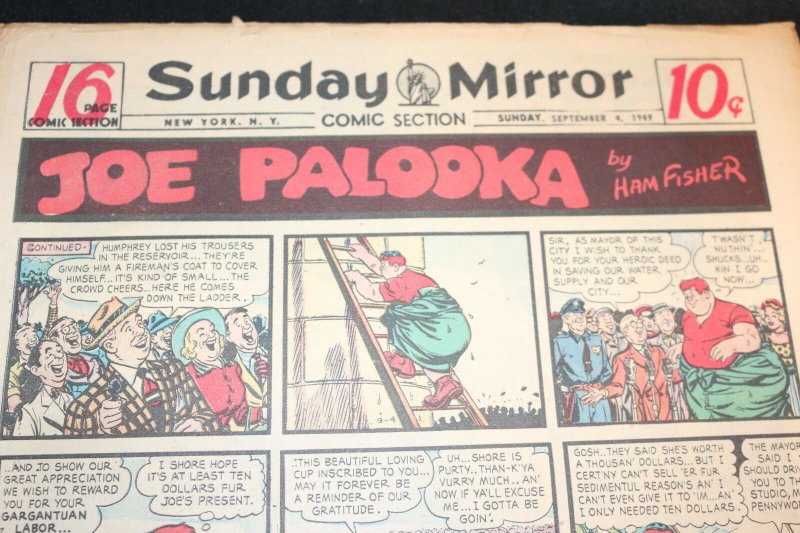 16
PAGE
COMIC SECTION
Sunday Mirror
10¢
NEW YORK, N. Y.
COMIC SECTION
SUNDAY, SEPTEMBER 4, 1949
JOE PALOOKA
by
HAM FISHER
CONTINUED.
HUMPHREY LOST HIS TROUSERS
IN THE RESERVOIR... THEY'RE
GIVING HIM A FIREMAN'S COAT TO COVER
HIMSELF... IT'S KIND OF SMALL... THE
CROWD CHEERS... HERE HE COMES
DOWN THE LADDER.
9-4
SIR, AS MAYOR OF THIS
CITY I WISH TO THANK
YOU FOR YOUR HEROIC DEED
IN SAVING OUR WATER
SUPPLY AND OUR
CITY...
T'WASN'T
NUTHIN'...
SHUCKS...UH..
KIN I GO
NOW...
..AND TO SHOW OUR
GREAT APPRECIATION
WE WISH TO REWARD
YOU FOR YOUR
GARGANTUAN
LABOR...
I SHORE HOPE
IT'S AT LEAST TEN
DOLLARS FUR
JOE'S PRESENT.
THIS BEAUTIFUL LOVING
CUP INSCRIBED TO YOU...
MAY IT FOREVER BE
A REMINDER OF OUR
GRATITUDE.
UH... SHORE IS
PURTY.. THAN-K'YA
VURRY MUCH.. AN'
NOW IF YA'LL EXCUSE
ME... I GOTTA BE
GOIN'.
GOSH..THEY SAID SHE'S WORTH
A THOUSAN' DOLLARS... BUT I
CERT'NY CAN'T SELL 'ER FUR
SEDIMENTUL REASONS AN' I
CAN'T EVEN GIVE IT TO 'IM...AN'
I ONLY NEEDED TEN DOLLARS.
THE MAYOR
SAID I
SHOULD DRI
YOU TO TH
STUDIO, M
PENNYWO